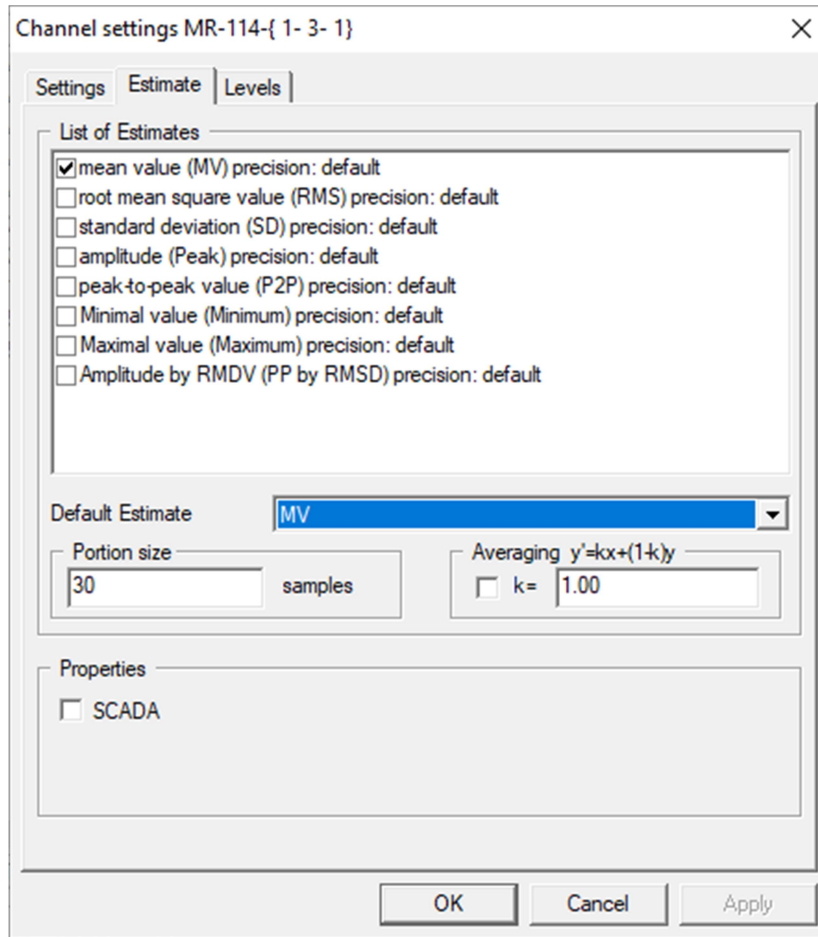 Channel settings MR-114-{ 1- 3- 1}
Settings Estimate Levels
List of Estimates
mean value (MV) precision: default
root mean square value (RMS) precision: default
standard deviation (SD) precision: default
amplitude (Peak) precision: default
peak-to-peak value (P2P) precision: default
Minimal value (Minimum) precision: default
Maximal value (Maximum) precision: default
Amplitude by RMDV (PP by RMSD) precision: default
Default Estimate MV
Portion size Averaging y'=kx+(1-k)y
30 samples k= 1.00
Properties
SCADA
OK Cancel Apply